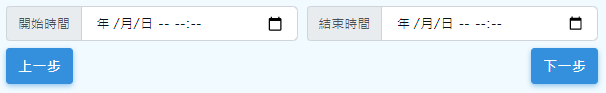 開始時間 年 /月/日 -- --:-- 結束時間 年 /月/日 -- --:--
上一步 下一步